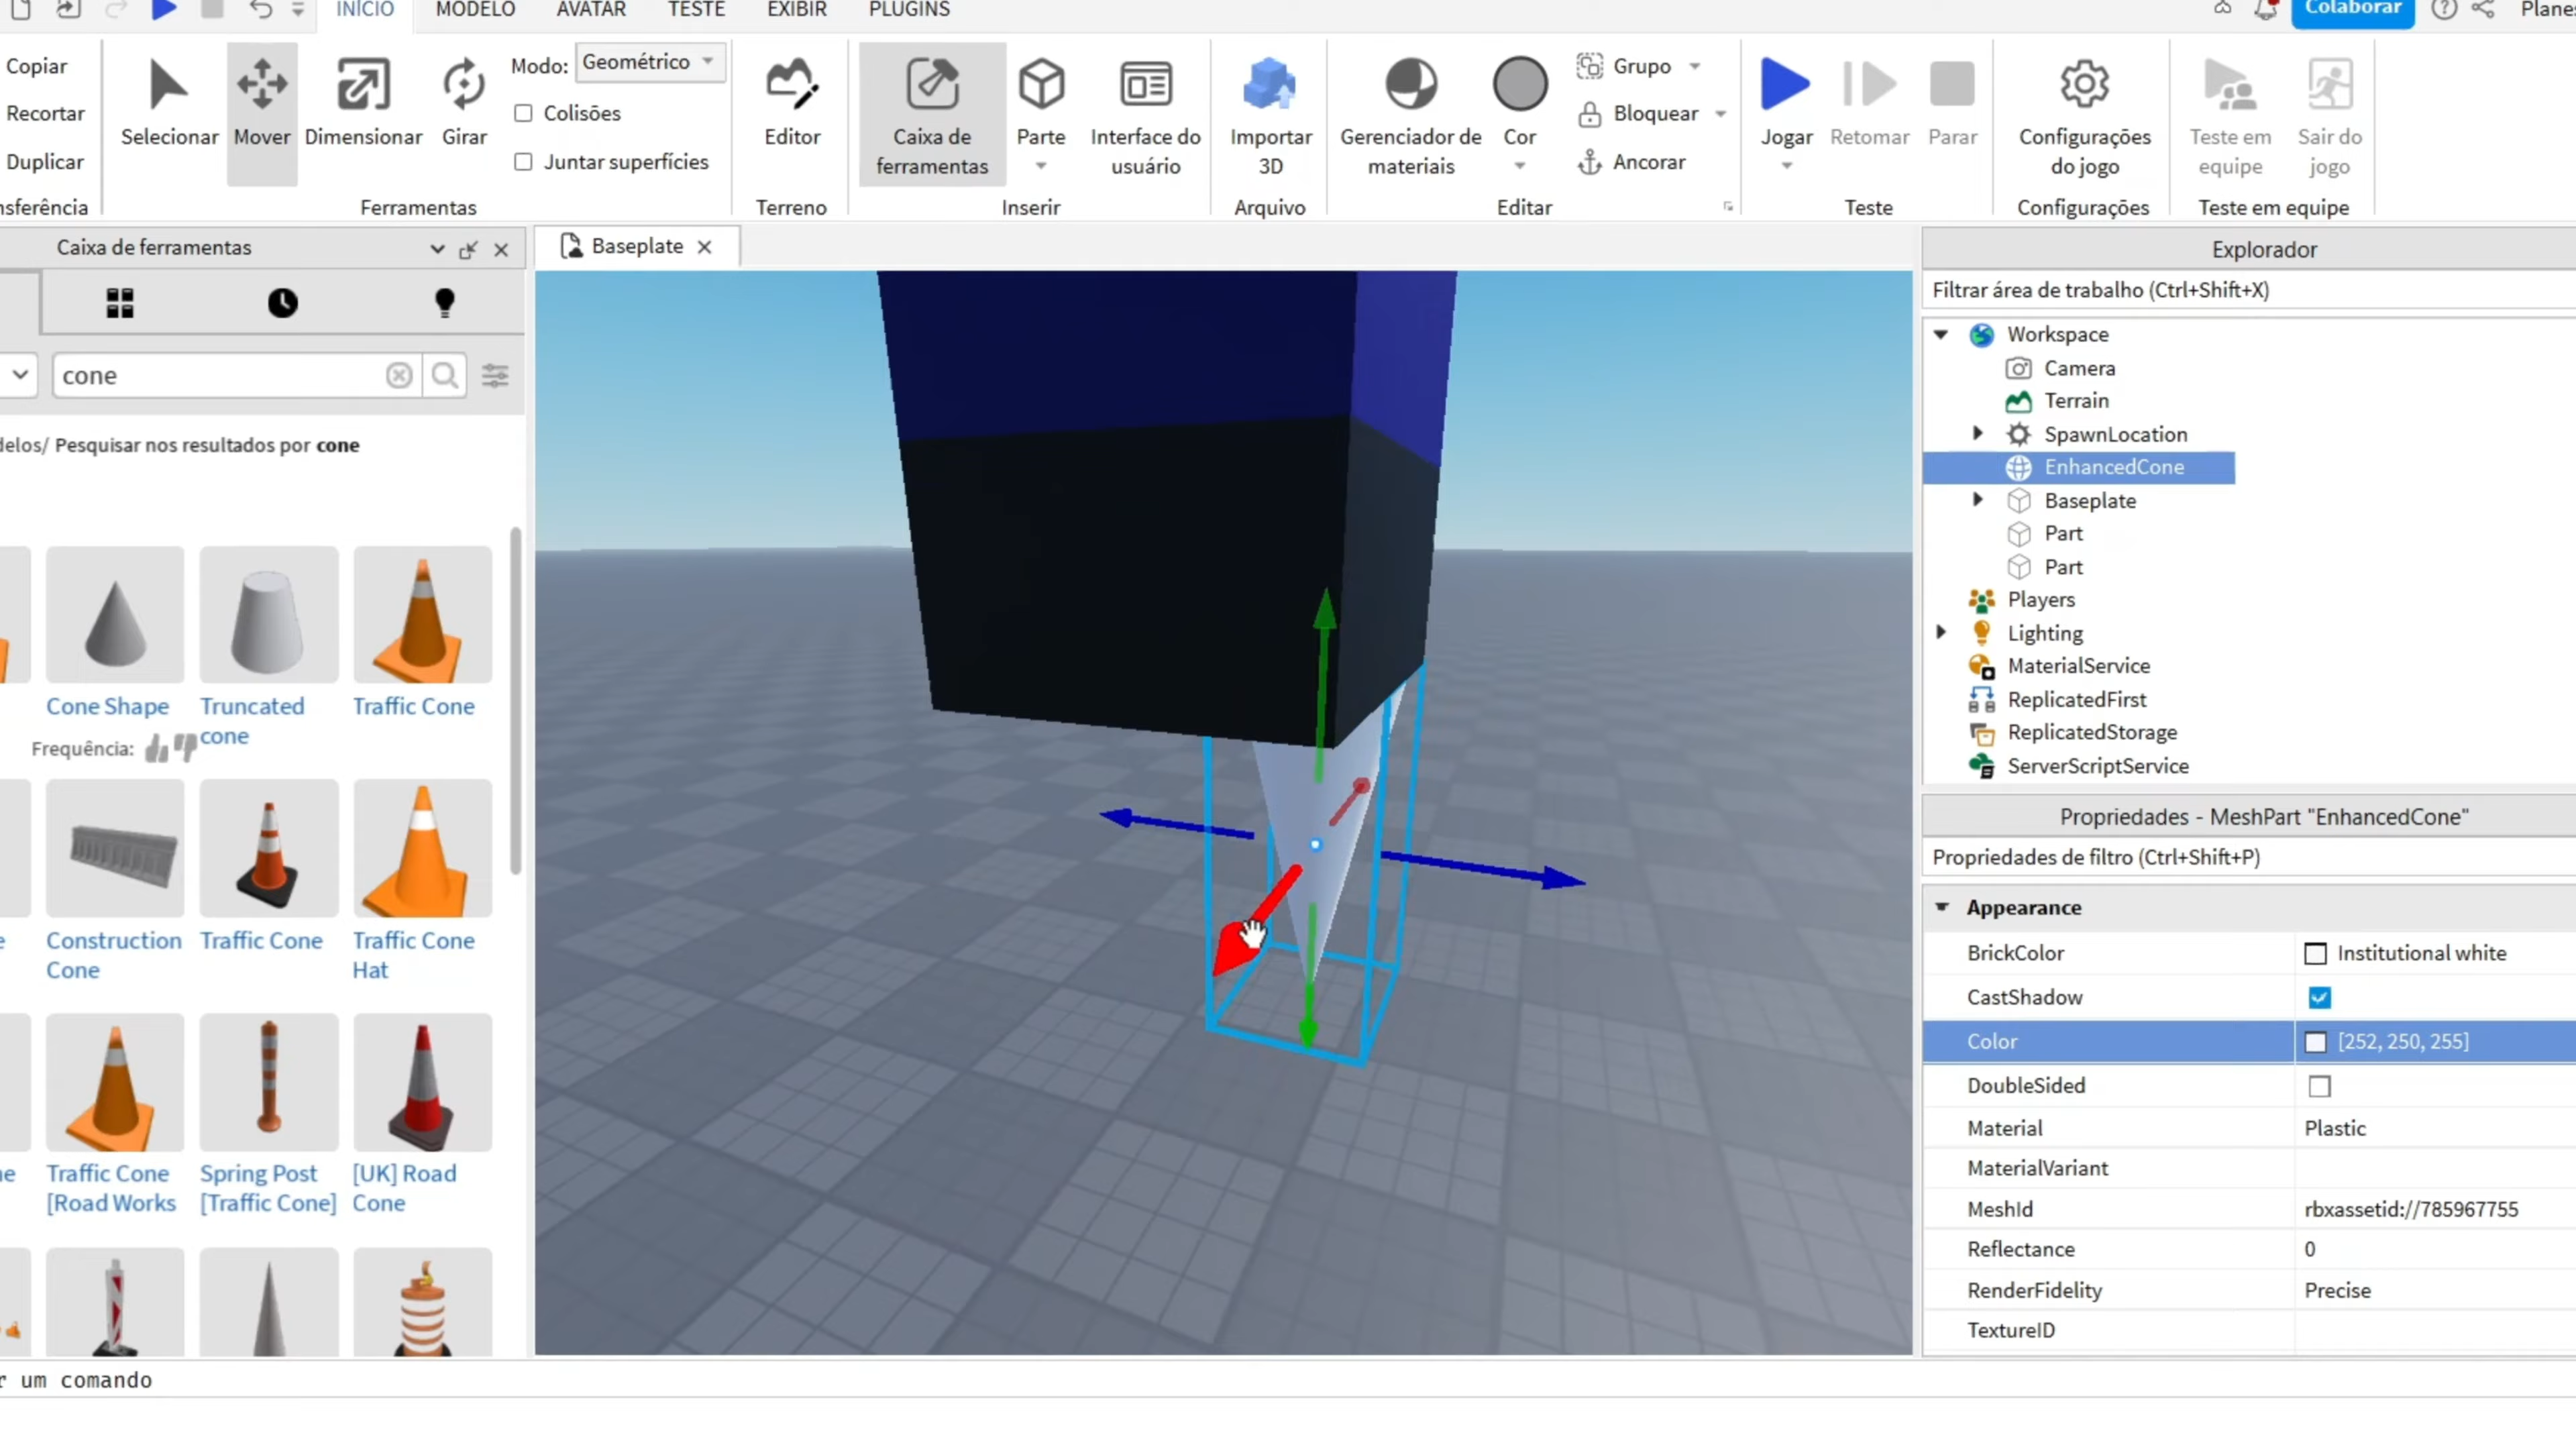 INÍCIO MODELO AVATAR TESTE EXIBIR PLUGINS Colaborar
Copiar
Recortar
Duplicar
Selecionar Mover Dimensionar Girar
Modo: Geométrico
Colisões
Juntar superfícies
Editor
Caixa de
ferramentas
Parte
Interface do
usuário
Importar
3D
Gerenciador de
materiais
Cor
Grupo
Bloquear
Ancorar
Jogar Retomar Parar
Configurações
do jogo
Teste em
equipe
Sair do
jogo
sferência Ferramentas Terreno Inserir Arquivo Editar Teste Configurações Teste em equipe
Caixa de ferramentas
cone
delos/ Pesquisar nos resultados por cone
Cone Shape
Truncated
cone
Traffic Cone
Frequência:
Construction
Cone
Traffic Cone
Traffic Cone
Hat
Traffic Cone
[Road Works
Spring Post
[Traffic Cone]
[UK] Road
Cone
Baseplate
Explorador
Filtrar área de trabalho (Ctrl+Shift+X)
Workspace
Camera
Terrain
SpawnLocation
EnhancedCone
Baseplate
Part
Part
Players
Lighting
MaterialService
ReplicatedFirst
ReplicatedStorage
ServerScriptService
Propriedades - MeshPart "EnhancedCone"
Propriedades de filtro (Ctrl+Shift+P)
Appearance
BrickColor Institutional white
CastShadow
Color [252, 250, 255]
DoubleSided
Material Plastic
MaterialVariant
MeshId rbxassetid://785967755
Reflectance 0
RenderFidelity Precise
TextureID
r um comando